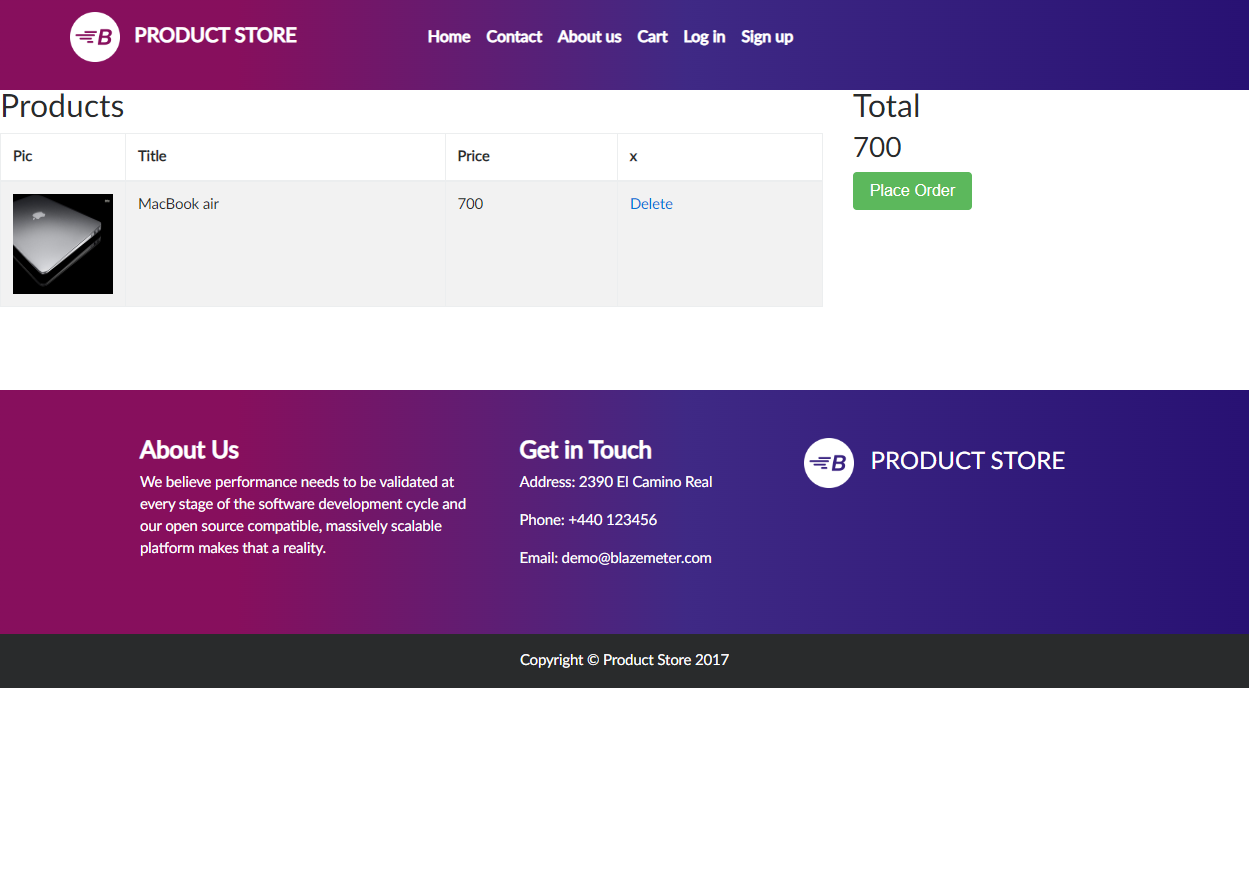 B PRODUCT STORE
Home Contact About us Cart Log in Sign up
Products
Total
Pic Title Price x
700
MacBook air 700 Delete
Place Order
About Us
We believe performance needs to be validated at
every stage of the software development cycle and
our open source compatible, massively scalable
platform makes that a reality.
Get in Touch
Address: 2390 El Camino Real
Phone: +440 123456
Email: demo@blazemeter.com
B PRODUCT STORE
Copyright © Product Store 2017